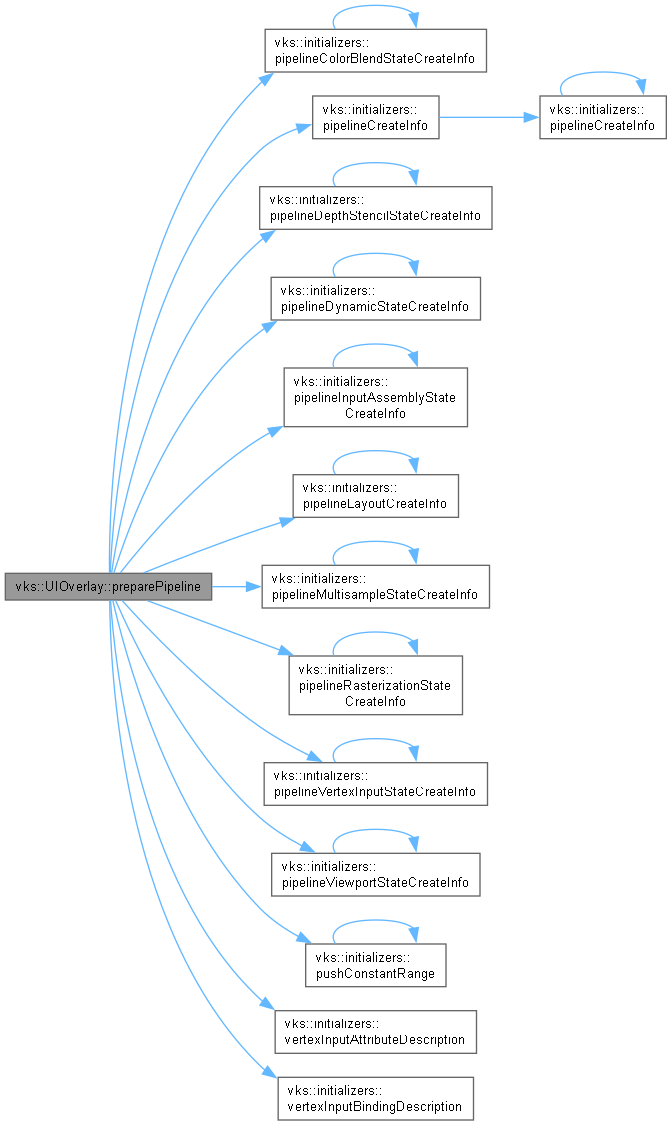 vks::initializers::
pipelineColorBlendStateCreateInfo
vks::initializers::
pipelineCreateInfo
vks::initializers::
pipelineCreateInfo
vks::initializers::
pipelineDepthStencilStateCreateInfo
vks::initializers::
pipelineDynamicStateCreateInfo
vks::initializers::
pipelineInputAssemblyState
CreateInfo
vks::initializers::
pipelineLayoutCreateInfo
vks::UIOverlay::preparePipeline
vks::initializers::
pipelineMultisampleStateCreateInfo
vks::initializers::
pipelineRasterizationState
CreateInfo
vks::initializers::
pipelineVertexInputStateCreateInfo
vks::initializers::
pipelineViewportStateCreateInfo
vks::initializers::
pushConstantRange
vks::initializers::
vertexInputAttributeDescription
vks::initializers::
vertexInputBindingDescription